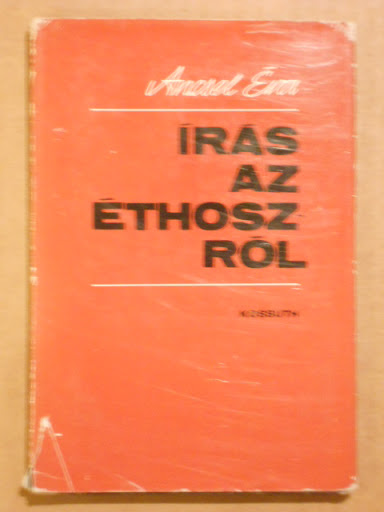 Ancsel Éva
ÍRÁS
AZ
ÉTHOSZ
RÓL
KOSSUTH